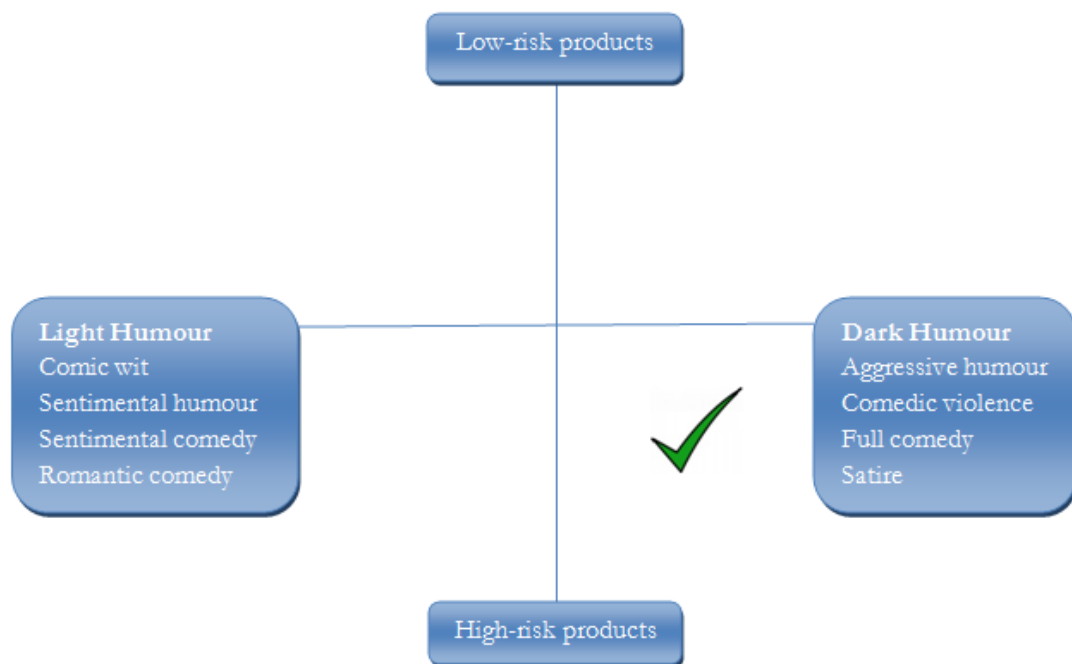 Low-risk products
Light Humour
Comic wit
Sentimental humour
Sentimental comedy
Romantic comedy
Dark Humour
Aggressive humour
Comedic violence
Full comedy
Satire
High-risk products